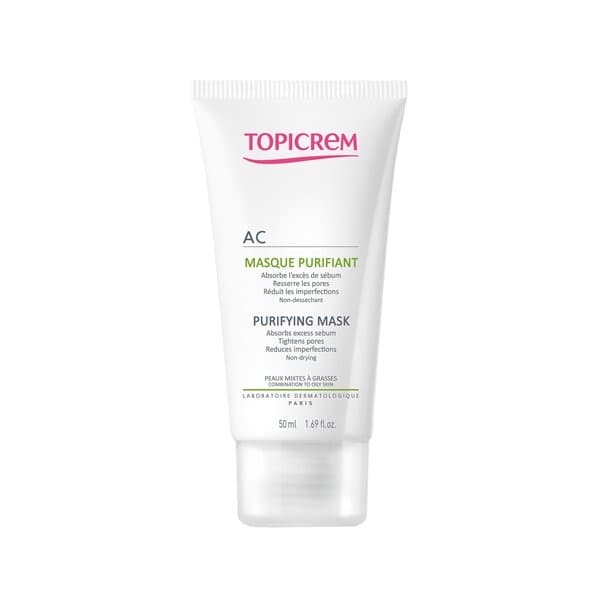 TOPICREM
AC
MASQUE PURIFIANT
Absorbe l'excès de sébum
Resserre les pores
Réduit les imperfections
Non-desséchant
PURIFYING MASK
Absorbs excess sebum
Tightens pores
Reduces imperfections
Non-drying
PEAUX MIXTES À GRASSES
COMBINATION TO OILY SKIN
LABORATOIRE DERMATOLOGIQUE
PARIS
50 ml 1.69 fl.oz.